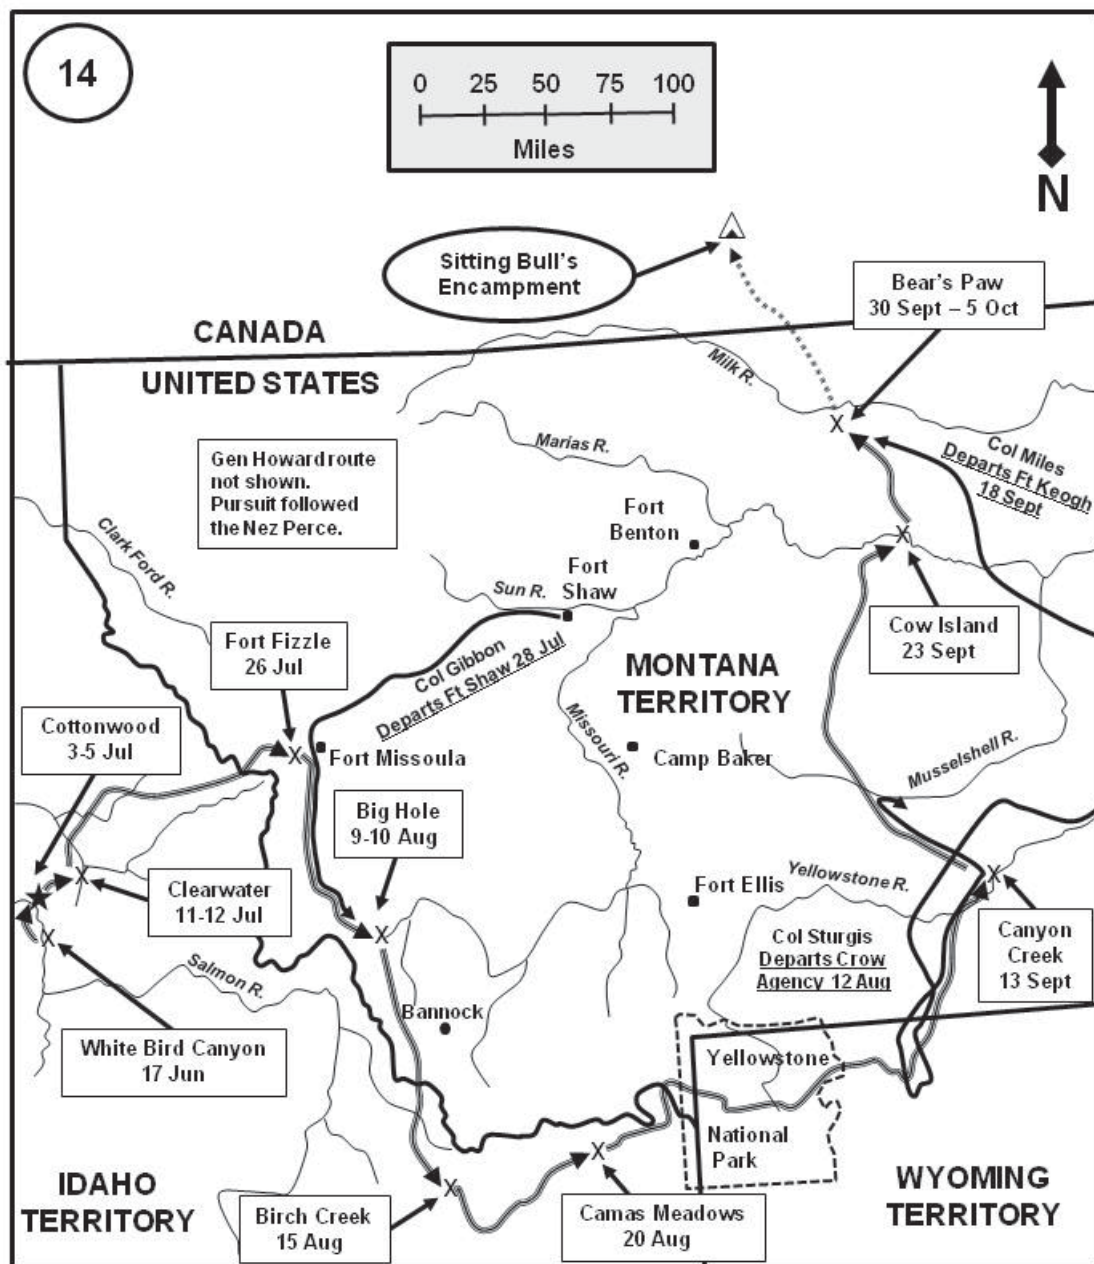 14
0 25 50 75 100
Miles
N
Sitting Bull's
Encampment
Bear's Paw
30 Sept – 5 Oct
CANADA
UNITED STATES
Milk R.
Marias R.
Col Miles
Departs Ft Keogh
18 Sept
Gen Howard route
not shown.
Pursuit followed
the Nez Perce.
Clark Ford R.
Fort
Benton
Fort
Shaw
Sun R.
Fort Fizzle
26 Jul
Col Gibbon
Departs Ft Shaw 28 Jul
Cow Island
23 Sept
MONTANA
TERRITORY
Cottonwood
3-5 Jul
Fort Missoula
Missouri R.
Camp Baker
Musselshell R.
Big Hole
9-10 Aug
Clearwater
11-12 Jul
Fort Ellis
Yellowstone R.
Canyon
Creek
13 Sept
Col Sturgis
Departs Crow
Agency 12 Aug
Salmon R.
Bannock
White Bird Canyon
17 Jun
Yellowstone
National
Park
IDAHO
TERRITORY
Birch Creek
15 Aug
Camas Meadows
20 Aug
WYOMING
TERRITORY